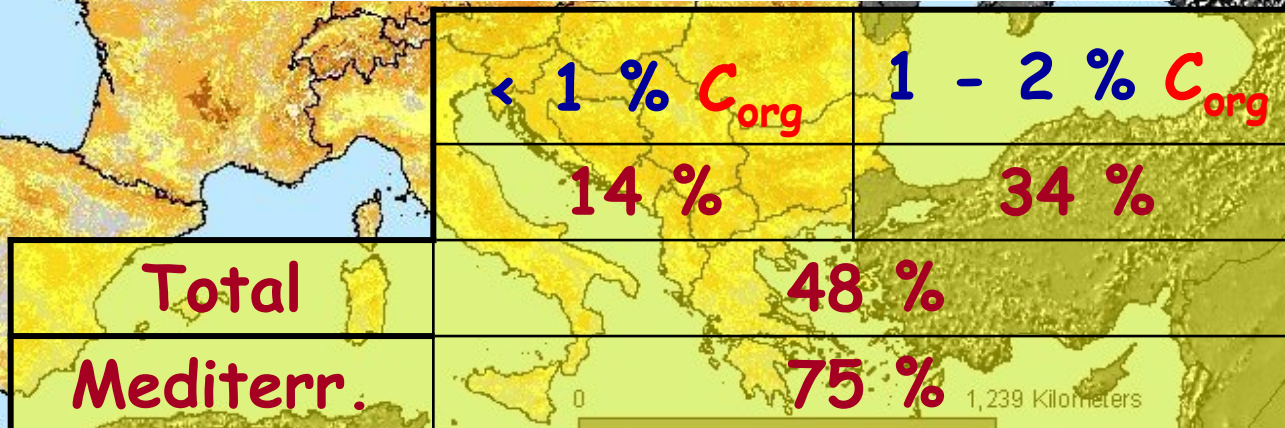 < 1 % Corg 1 - 2 % Corg
14 % 34 %
Total 48 %
Mediterr. 75 %
0 1,239 Kilometers